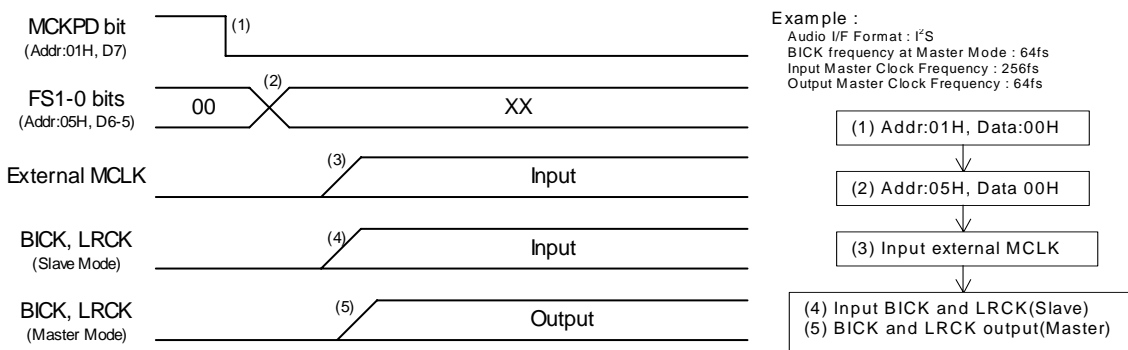 MCKPD bit
(Addr:01H, D7)
(1)
FS1-0 bits
(Addr:05H, D6-5)
00
(2)
XX
External MCLK
(3)
Input
BICK, LRCK
(Slave Mode)
(4)
Input
BICK, LRCK
(Master Mode)
(5)
Output
Example :
Audio I/F Format : I²S
BICK frequency at Master Mode : 64fs
Input Master Clock Frequency : 256fs
Output Master Clock Frequency : 64fs
(1) Addr:01H, Data:00H
(2) Addr:05H, Data 00H
(3) Input external MCLK
(4) Input BICK and LRCK(Slave)
(5) BICK and LRCK output(Master)